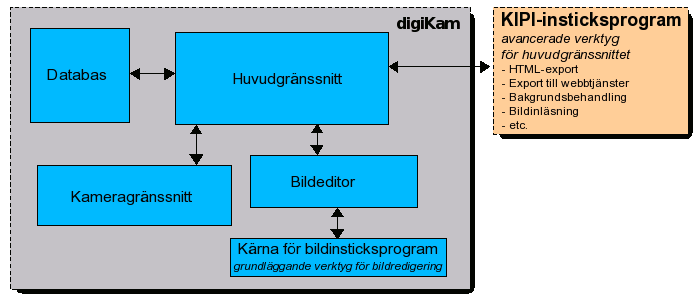 digiKam
Databas
Huvudgränssnitt
Kameragränssnitt
Bildeditor
Kärna för bildinsticksprogram
grundläggande verktyg för bildredigering
KIPI-insticksprogram
avancerade verktyg
för huvudgränssnittet
- HTML-export
- Export till webbtjänster
- Bakgrundsbehandling
- Bildinläsning
- etc.